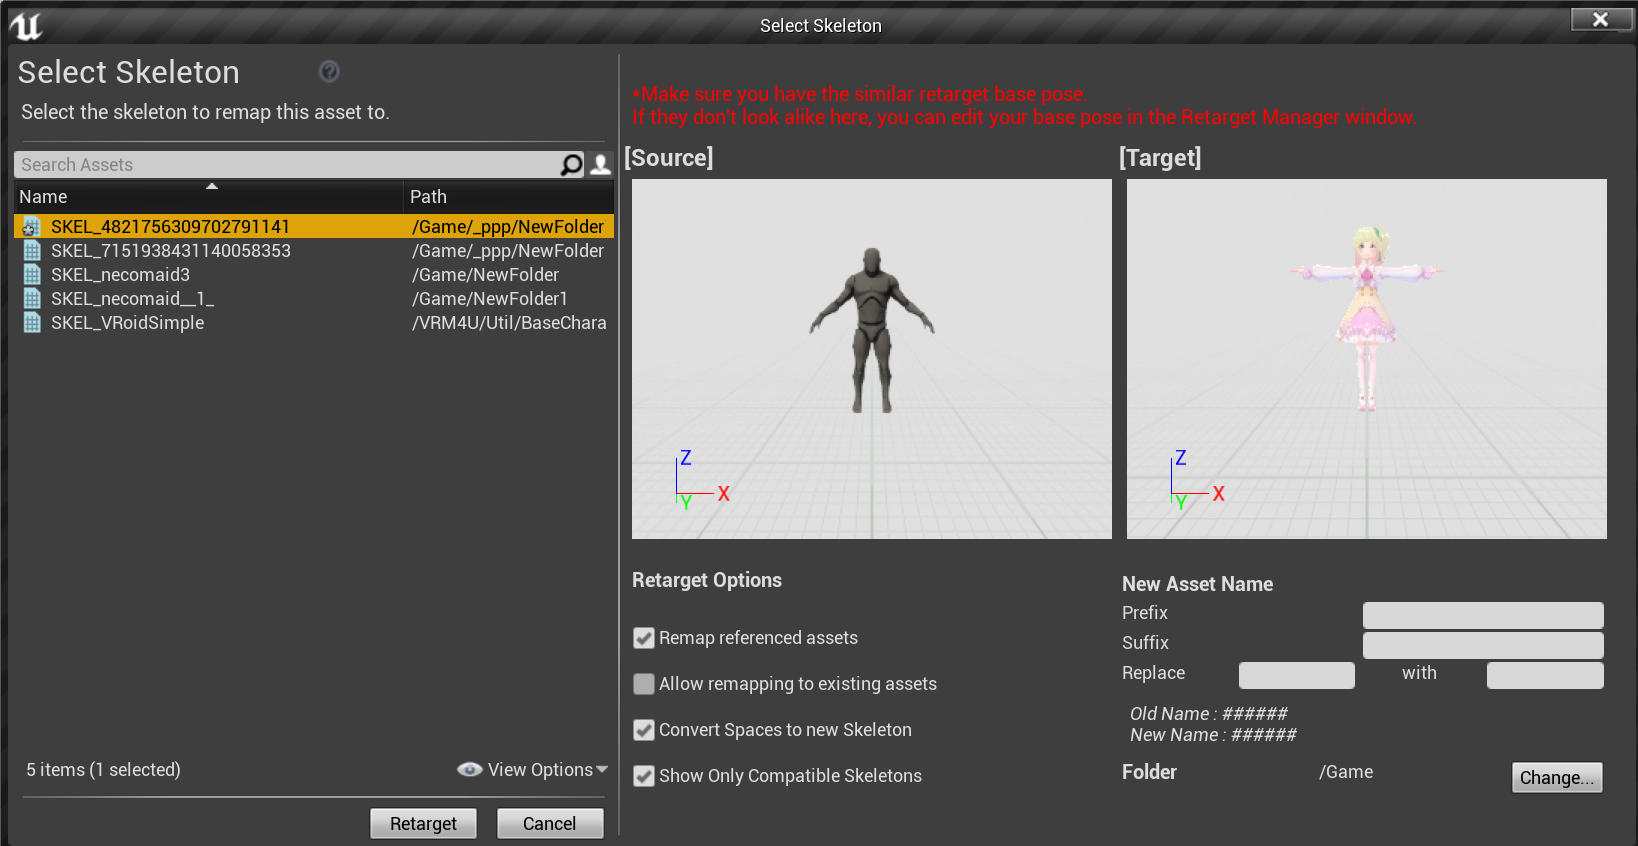 Select Skeleton
Select Skeleton
?
Select the skeleton to remap this asset to.
Search Assets
Name Path
SKEL_4821756309702791141 /Game/_ppp/NewFolder
SKEL_7151938431140058353 /Game/_ppp/NewFolder
SKEL_necomaid3 /Game/NewFolder
SKEL_necomaid__1_ /Game/NewFolder1
SKEL_VRoidSimple /VRM4U/Util/BaseChara
5 items (1 selected) View Options
Retarget Cancel
*Make sure you have the similar retarget base pose.
If they don't look alike here, you can edit your base pose in the Retarget Manager window.
[Source] [Target]
Z
X
Y
Z
X
Y
Retarget Options
Remap referenced assets
Allow remapping to existing assets
Convert Spaces to new Skeleton
Show Only Compatible Skeletons
New Asset Name
Prefix
Suffix
Replace with
Old Name : ######
New Name : ######
Folder /Game Change...